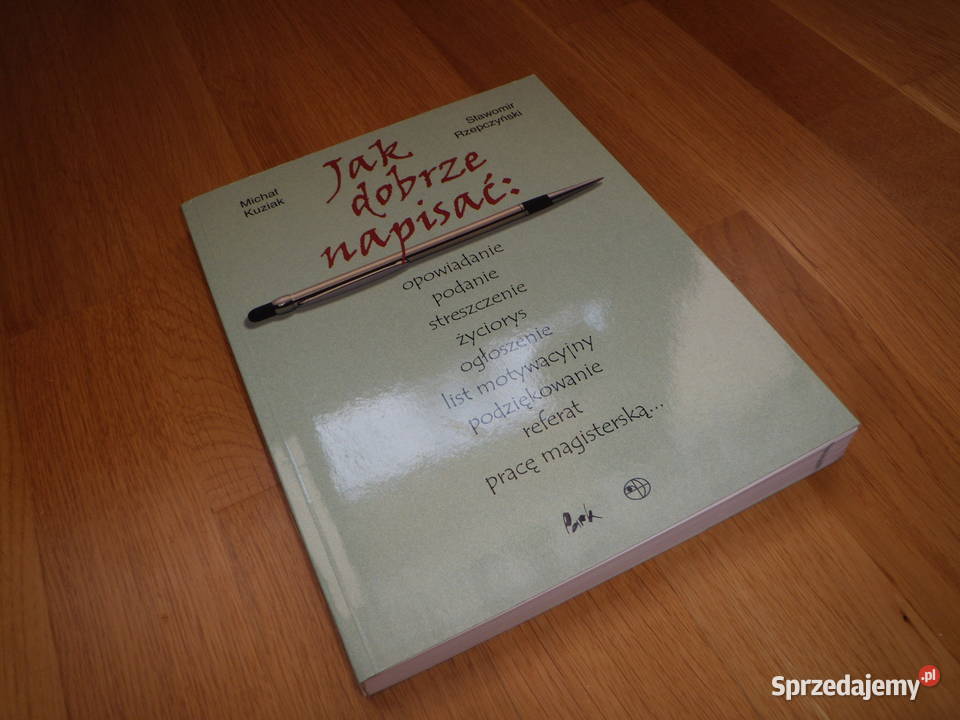 Michał
Kuziak
Sławomir
Rzepczyński
Jak
dobrze
napisać:
opowiadanie
podanie
streszczenie
życiorys
ogłoszenie
list motywacyjny
podziękowanie
referat
pracę magisterską...
Park
Sprzedajemy.pl